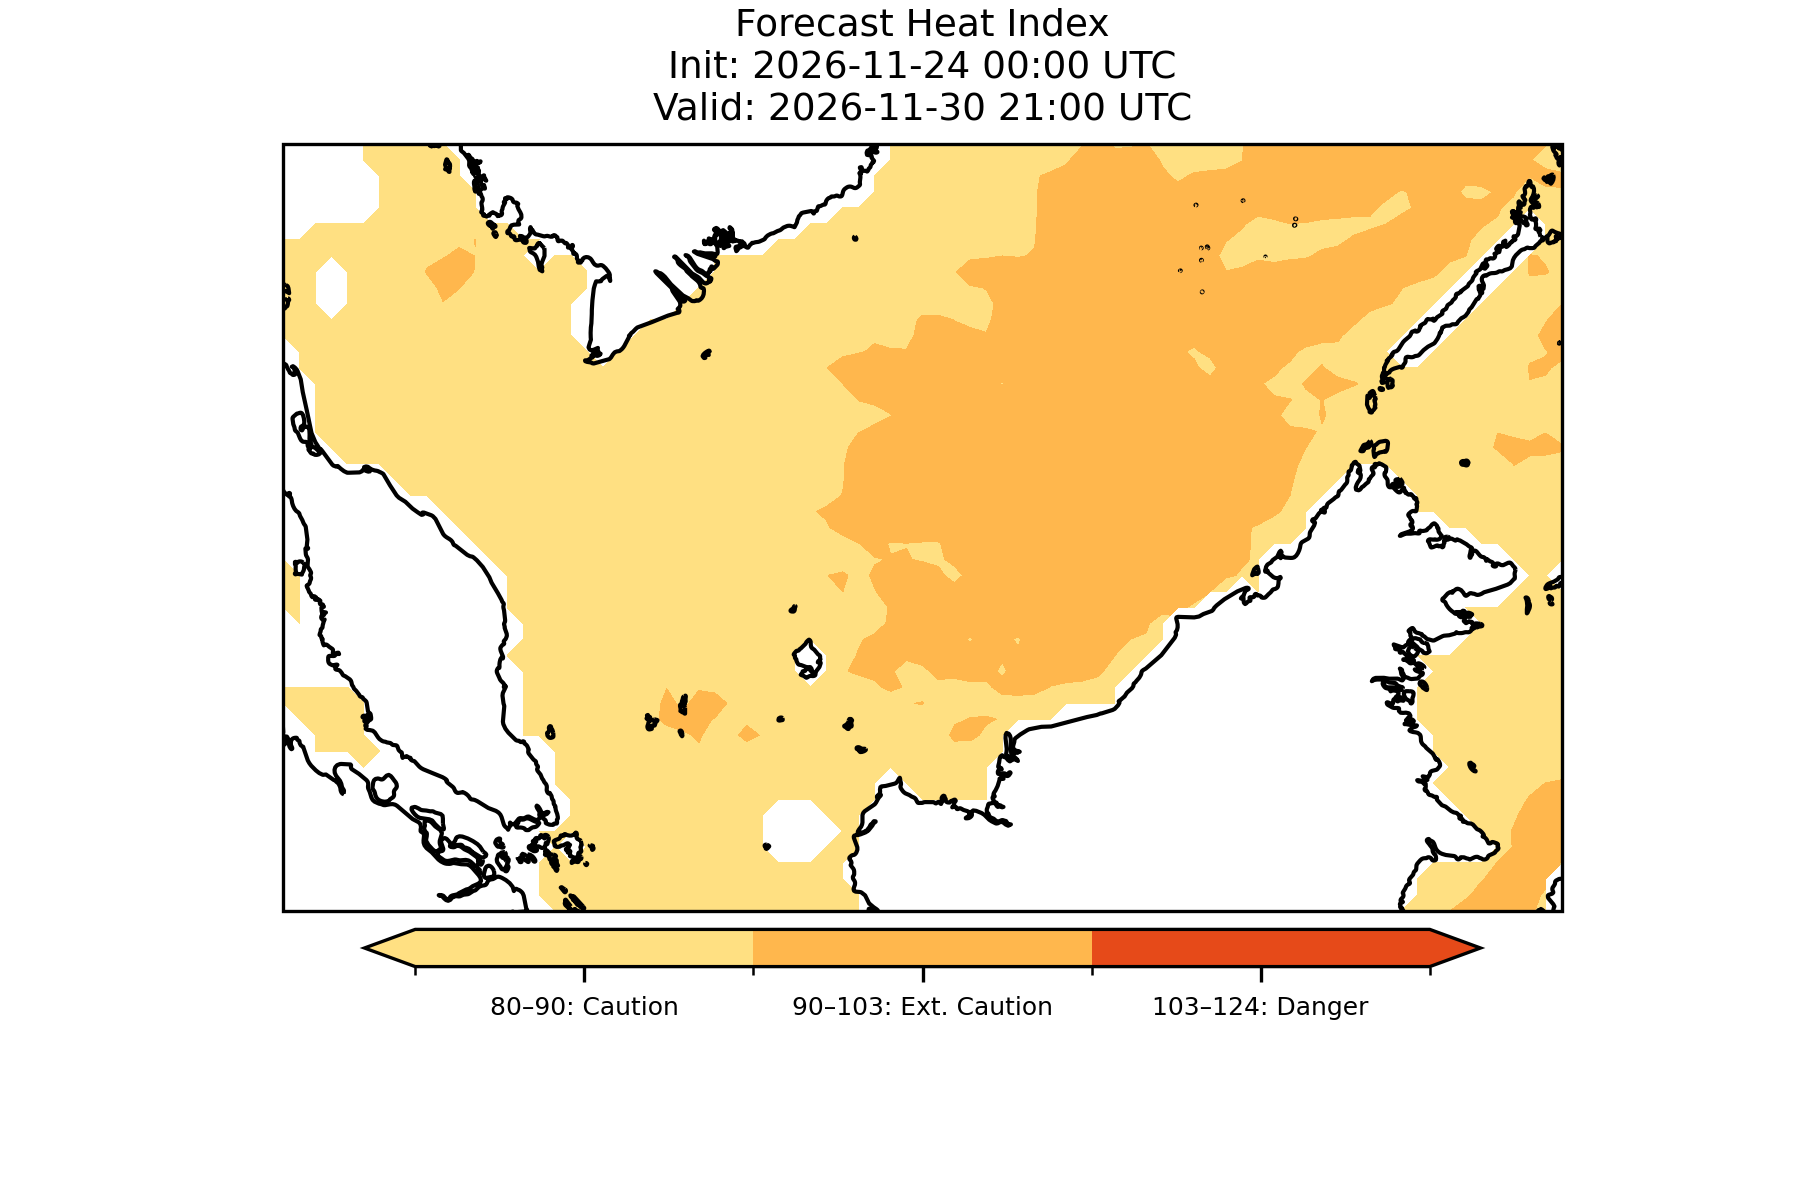 Forecast Heat Index
Init: 2026-11-24 00:00 UTC
Valid: 2026-11-30 21:00 UTC
80–90: Caution
90–103: Ext. Caution
103–124: Danger